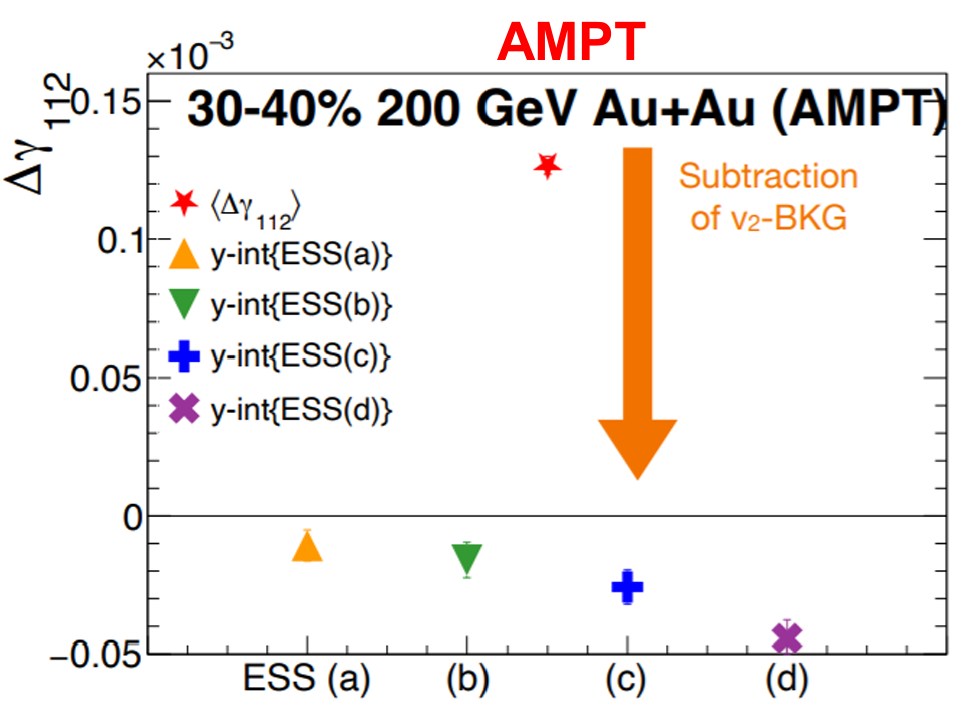 AMPT
×10⁻³
Δγ₁₁₂
0.15
30-40% 200 GeV Au+Au (AMPT)
Subtraction
of v₂-BKG
⟨Δγ₁₁₂⟩
0.1
y-int{ESS(a)}
y-int{ESS(b)}
y-int{ESS(c)}
0.05
y-int{ESS(d)}
0
−0.05
ESS (a) (b) (c) (d)